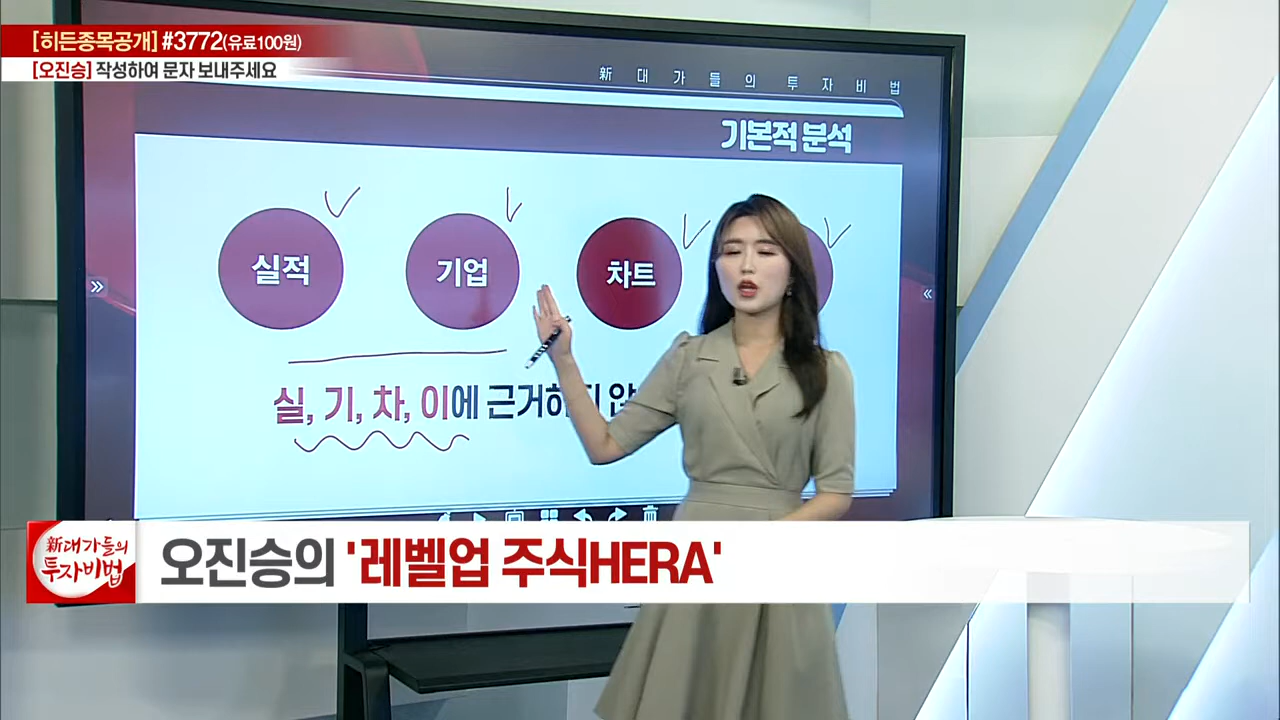 [히든종목공개] #3772(유료100원)
[오진승] 작성하여 문자 보내주세요
新 대 가 들 의 투 자 비 법
기본적 분석
실적
기업
차트
실, 기, 차, 이에 근거하지 않
新대가들의
투자비법
오진승의 '레벨업 주식HERA'